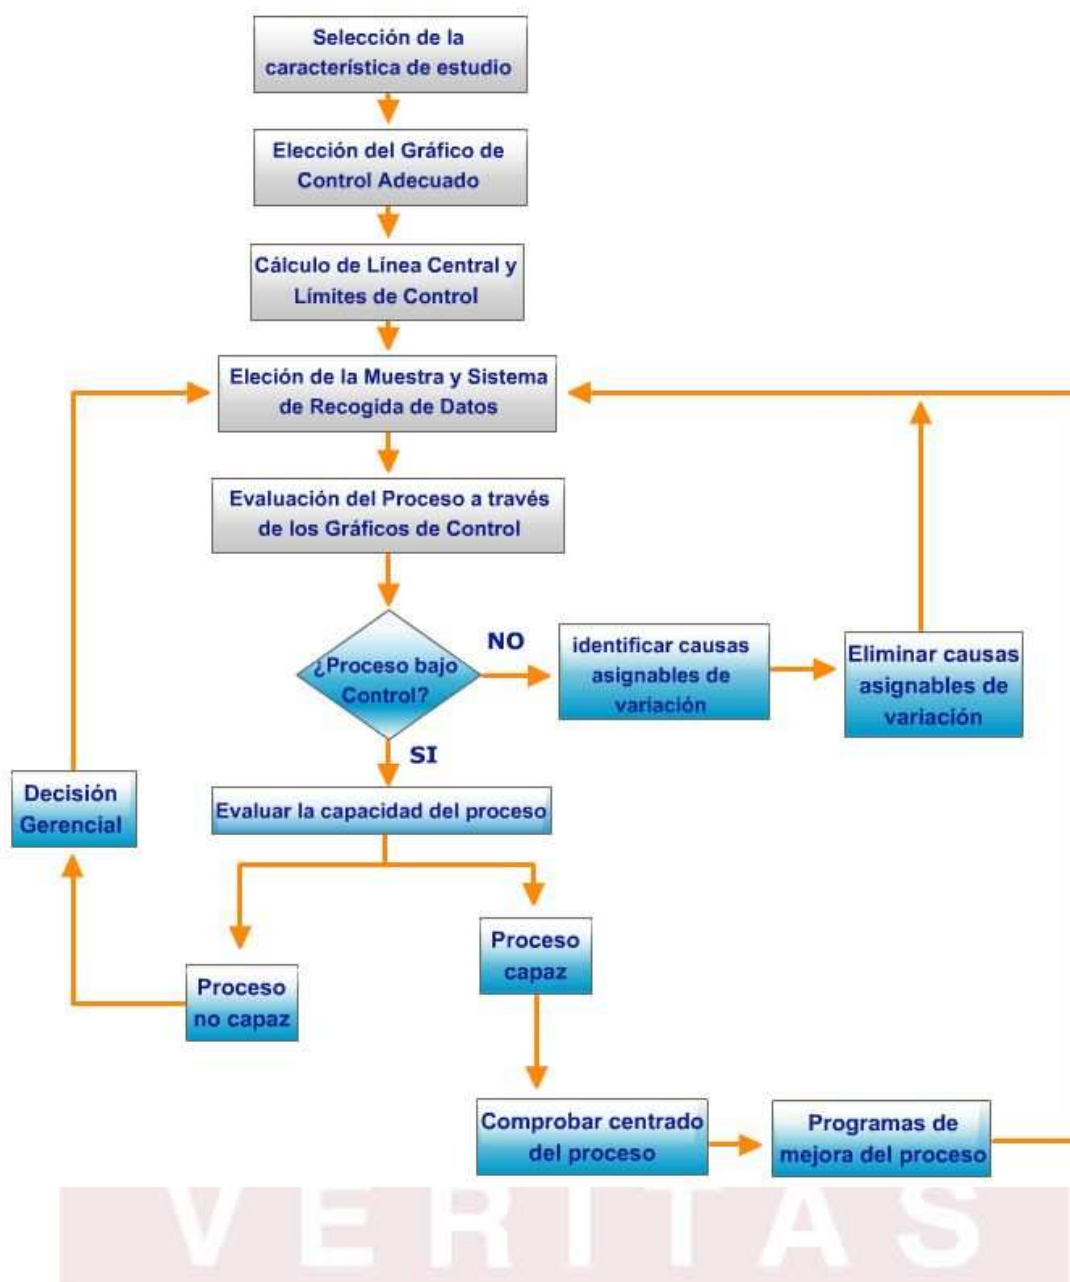 Selección de la
característica de estudio
Elección del Gráfico de
Control Adecuado
Cálculo de Línea Central y
Límites de Control
Eleción de la Muestra y Sistema
de Recogida de Datos
Evaluación del Proceso a través
de los Gráficos de Control
¿Proceso bajo
Control?
NO
identificar causas
asignables de
variación
Eliminar causas
asignables de
variación
SI
Evaluar la capacidad del proceso
Decisión
Gerencial
Proceso
no capaz
Proceso
capaz
Comprobar centrado
del proceso
Programas de
mejora del proceso
VERITAS